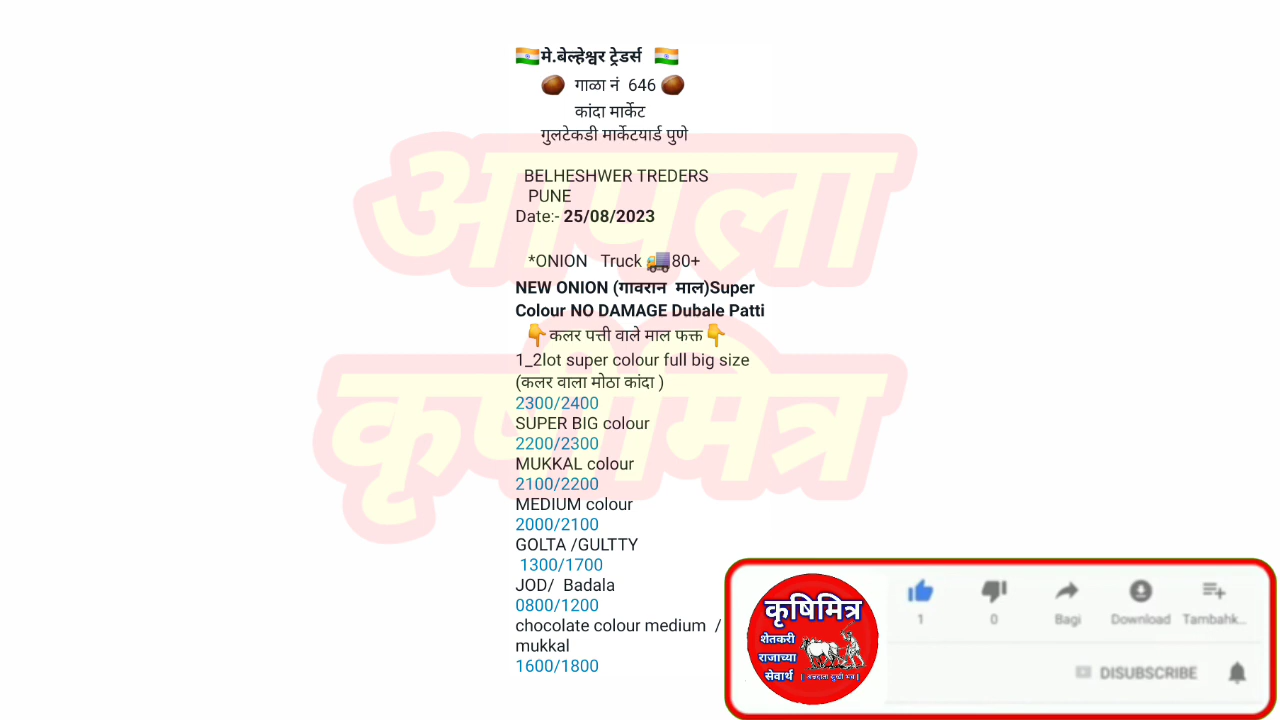 🇮🇳मे.बेल्हेश्वर ट्रेडर्स 🇮🇳
🌰 गाळा नं 646 🌰
कांदा मार्केट
गुलटेकडी मार्केटयार्ड पुणे
BELHESHWER TREDERS
PUNE
Date:- 25/08/2023
*ONION Truck 🚚80+
NEW ONION (गावरान माल)Super
Colour NO DAMAGE Dubale Patti
👇कलर पत्ती वाले माल फक्त👇
1_2lot super colour full big size
(कलर वाला मोठा कांदा )
2300/2400
SUPER BIG colour
2200/2300
MUKKAL colour
2100/2200
MEDIUM colour
2000/2100
GOLTA /GULTTY
1300/1700
JOD/ Badala
0800/1200
chocolate colour medium /
mukkal
1600/1800
आपला
कृषीमित्र
कृषिमित्र
शेतकरी
राजाच्या
सेवार्थ
| अन्नदाता सुखी भव |
1 0 Bagi Download Tambahk...
DISUBSCRIBE